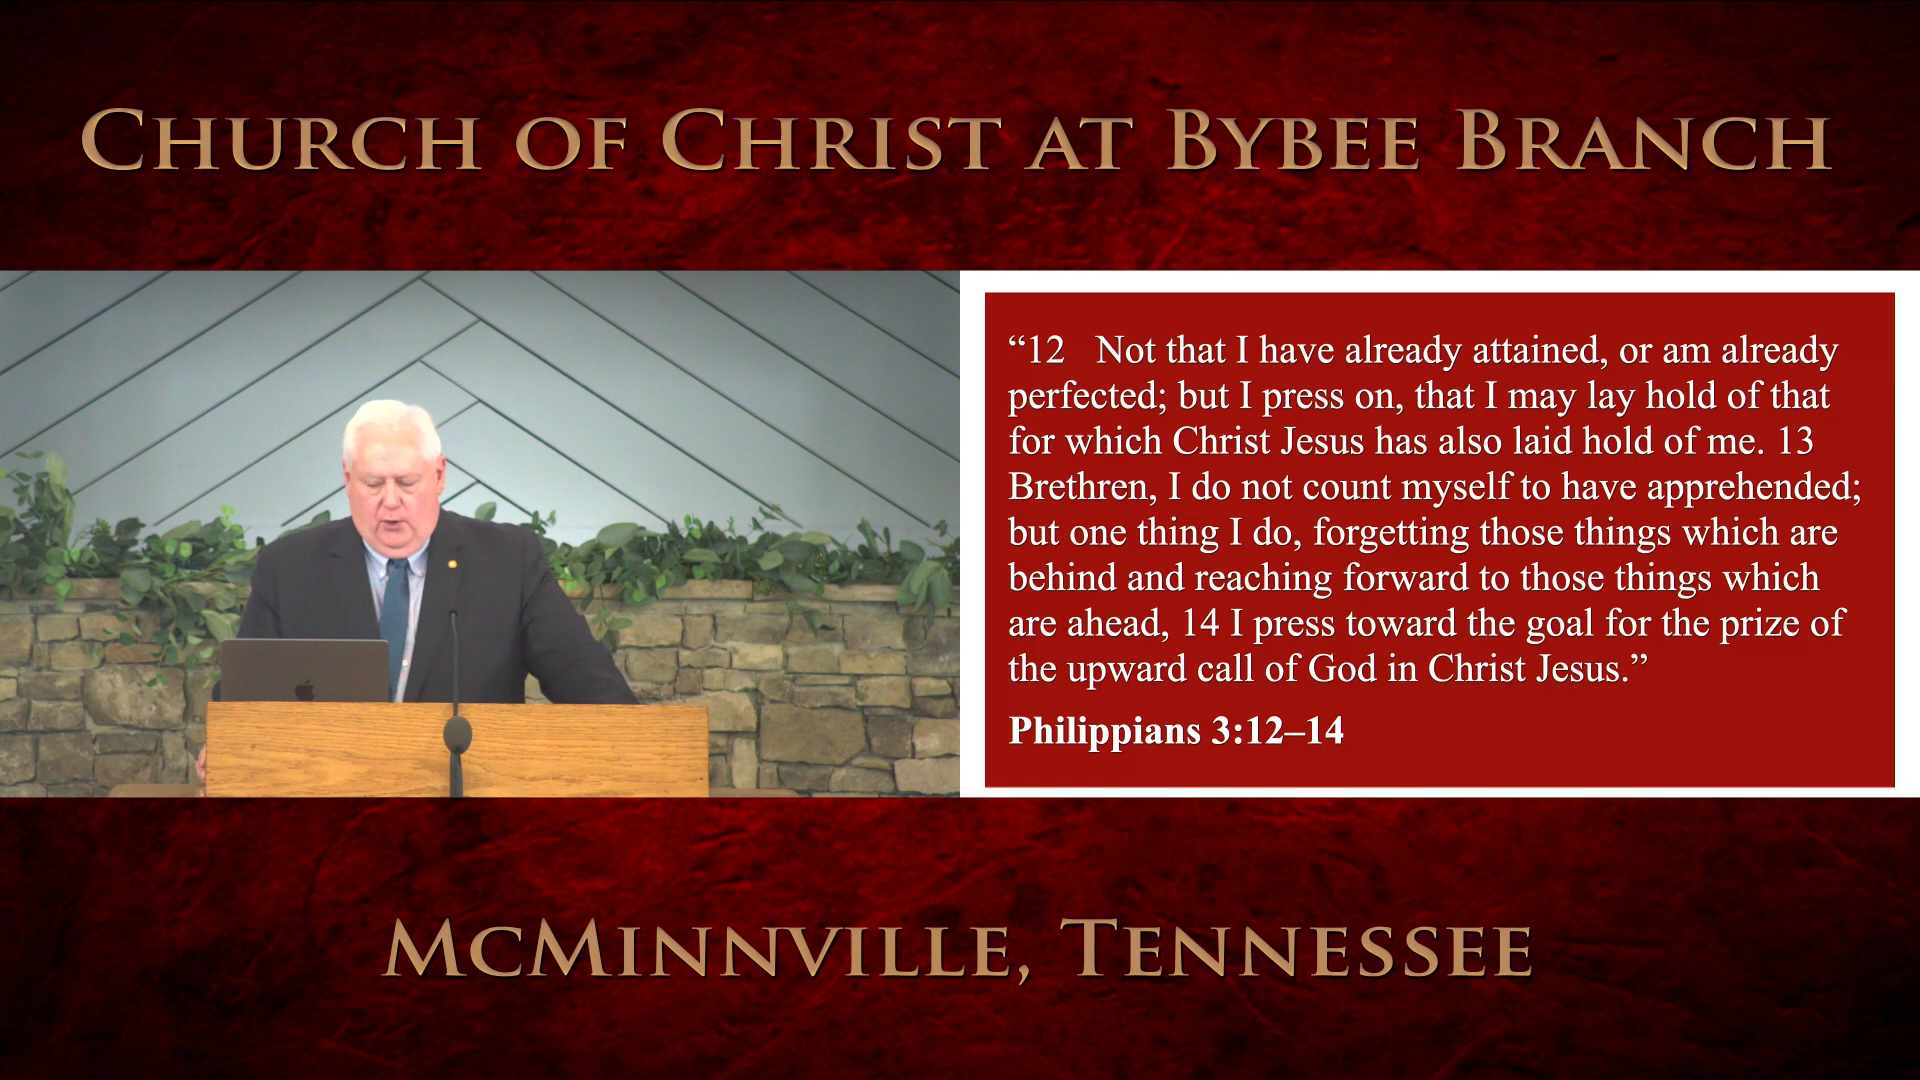 CHURCH OF CHRIST AT BYBEE BRANCH
“12 Not that I have already attained, or am already
perfected; but I press on, that I may lay hold of that
for which Christ Jesus has also laid hold of me. 13
Brethren, I do not count myself to have apprehended;
but one thing I do, forgetting those things which are
behind and reaching forward to those things which
are ahead, 14 I press toward the goal for the prize of
the upward call of God in Christ Jesus.”
Philippians 3:12–14
MCMINNVILLE, TENNESSEE